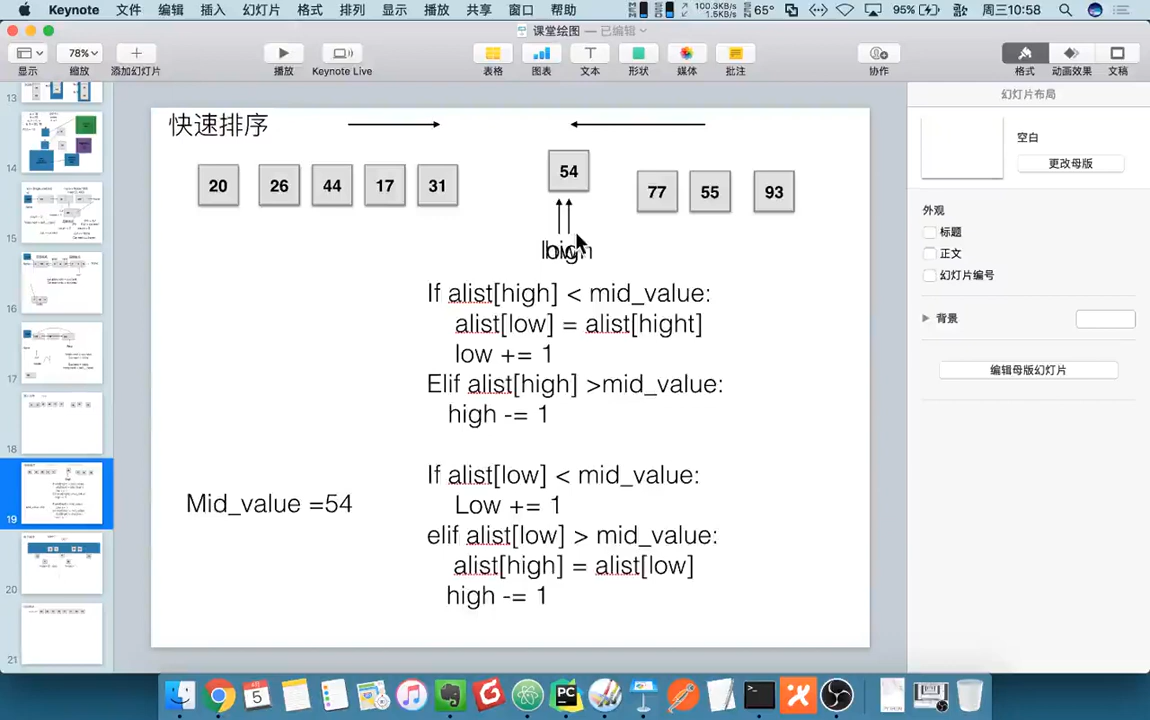 Keynote 文件 编辑 插入 幻灯片 格式 排列 显示 播放 共享 窗口 帮助 100.3KB/s 1.5KB/s 65° 95% 周三10:58
课堂绘图 — 已编辑
78%
显示 缩放 添加幻灯片 播放 Keynote Live 表格 图表 文本 形状 媒体 批注 协作 格式 动画效果 文稿
幻灯片布局
13
14
15
16
17
18
19
20
21
快速排序
20 26 44 17 31 54 77 55 93
low
high
If alist[high] < mid_value:
alist[low] = alist[hight]
low += 1
Elif alist[high] >mid_value:
high -= 1
If alist[low] < mid_value:
Low += 1
elif alist[low] > mid_value:
alist[high] = alist[low]
high -= 1
Mid_value =54
空白
更改母版
外观
标题
正文
幻灯片编号
背景
编辑母版幻灯片
5
PC